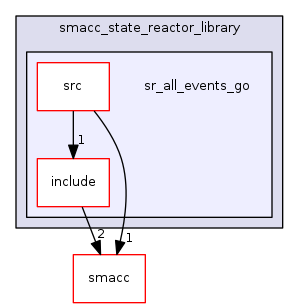 smacc_state_reactor_library
src
sr_all_events_go
1
include
2
1
smacc